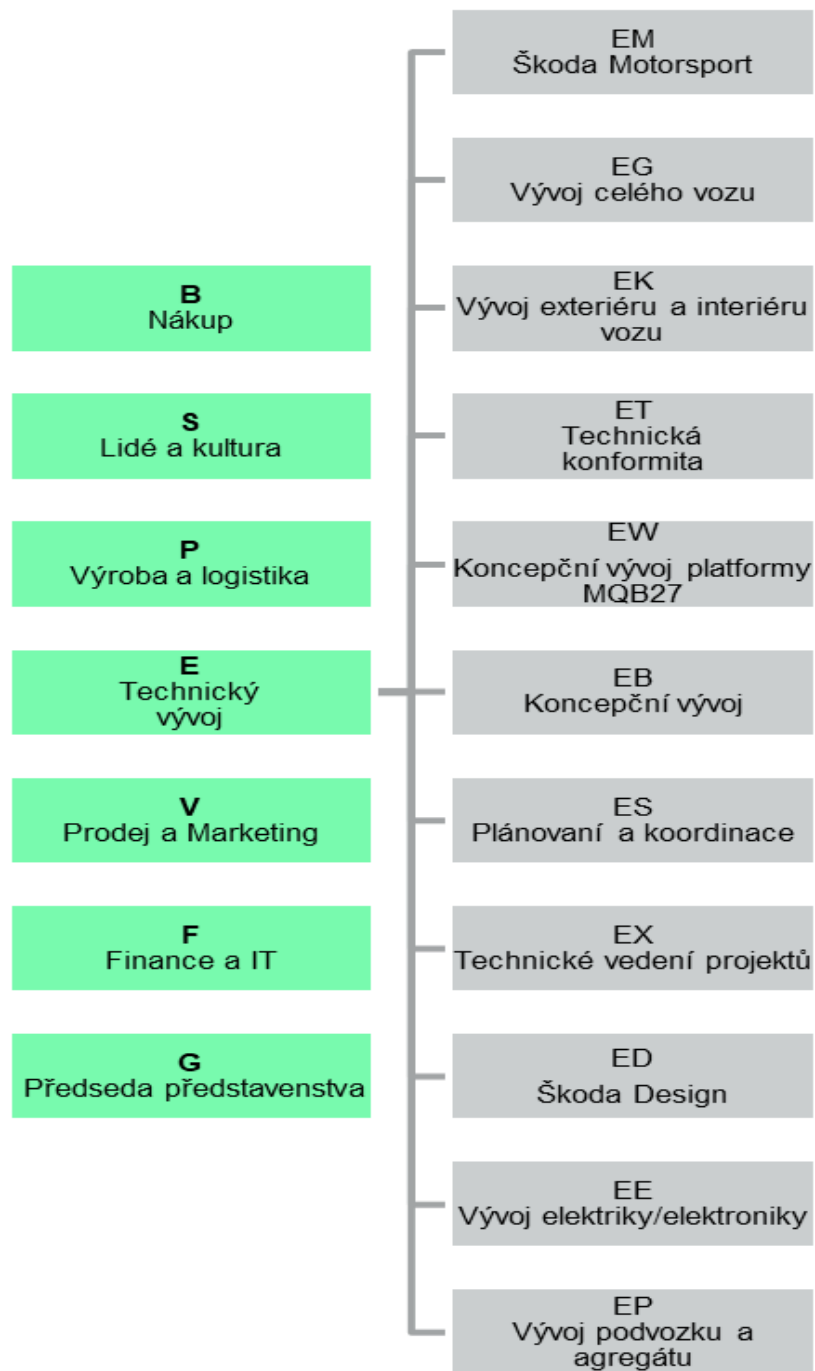 B
Nákup
S
Lidé a kultura
P
Výroba a logistika
E
Technický
vývoj
V
Prodej a Marketing
F
Finance a IT
G
Předseda představenstva
EM
Škoda Motorsport
EG
Vývoj celého vozu
EK
Vývoj exteriéru a interiéru
vozu
ET
Technická
konformita
EW
Koncepční vývoj platformy
MQB27
EB
Koncepční vývoj
ES
Plánovaní a koordinace
EX
Technické vedení projektů
ED
Škoda Design
EE
Vývoj elektriky/elektroniky
EP
Vývoj podvozku a
agregátu